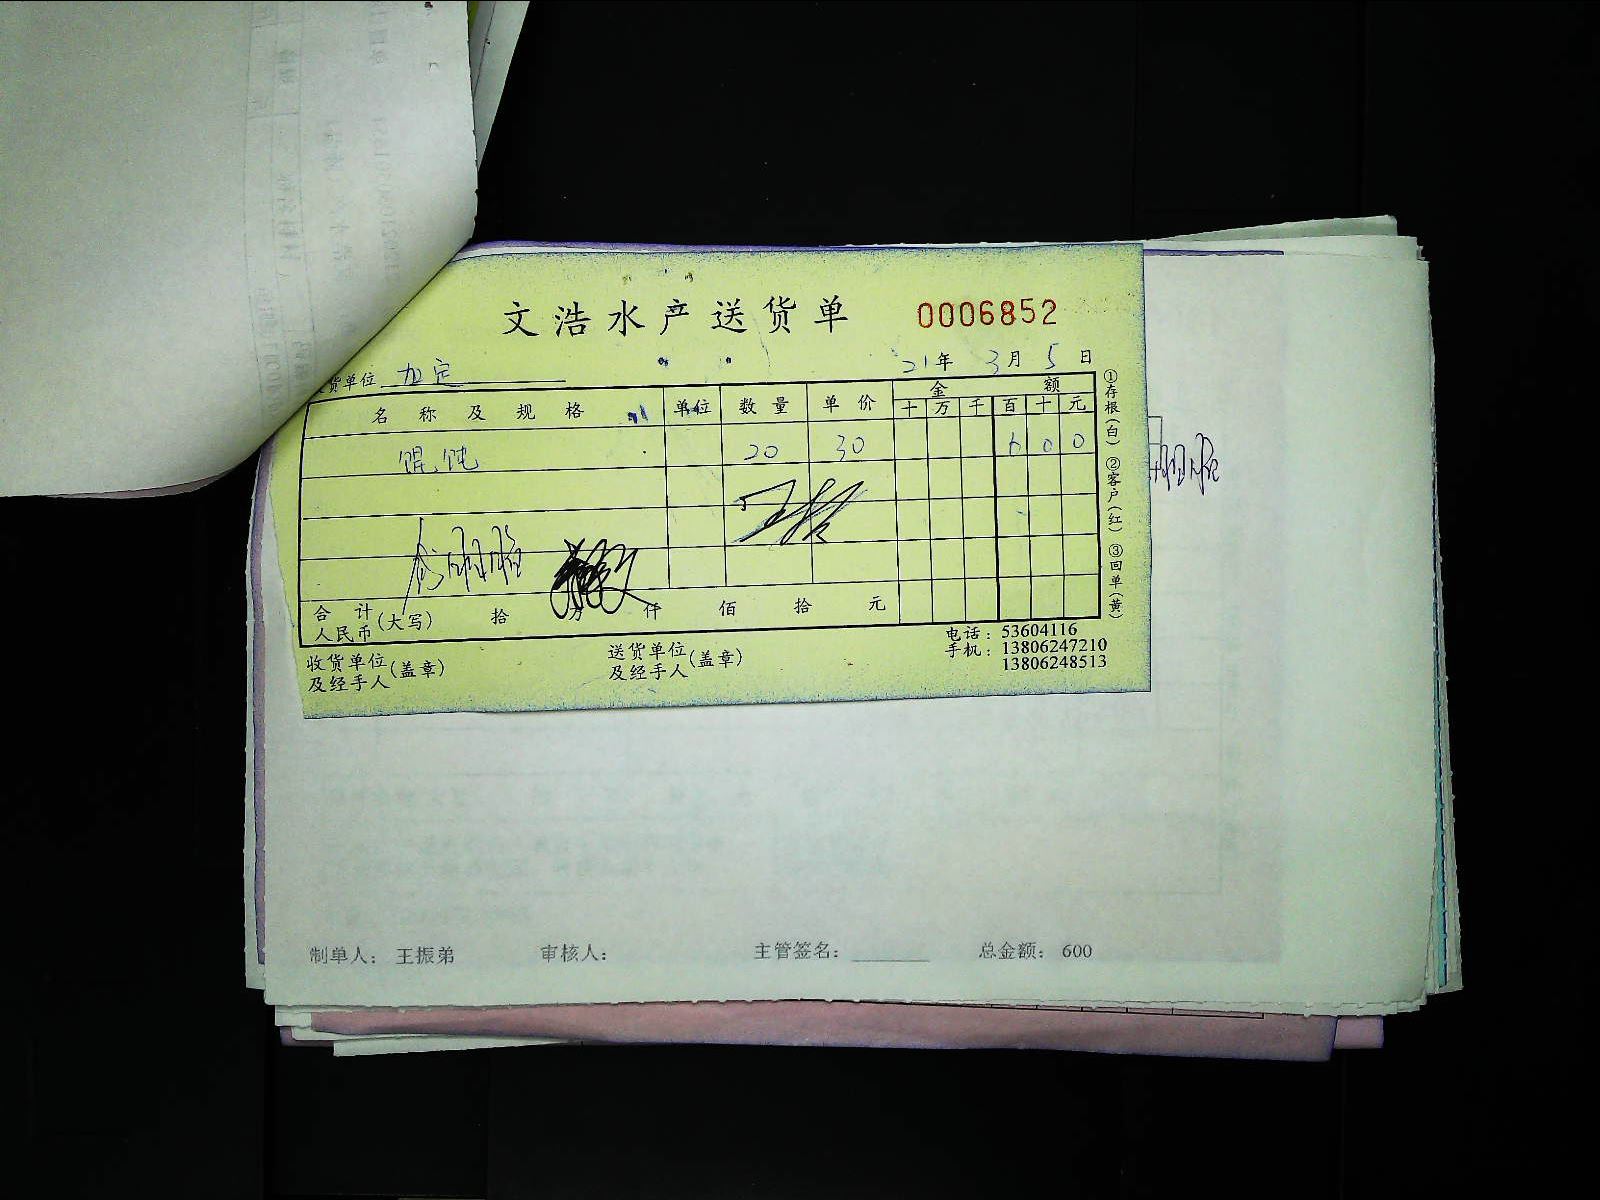 文浩水产送货单 0006852
21年 3月 5日
货单位 加定
名称及规格 单位 数量 单价 金额
十 万 千 百 十 元
馄饨 20 30 6 0 0
合计 人民币(大写) 拾 万 仟 佰 拾 元
①存根(白) ②客户(红) ③回单(黄)
收货单位及经手人(盖章) 送货单位及经手人(盖章)
电话: 53604116
手机: 13806247210
13806248513
制单人: 王振弟 审核人: 主管签名: 总金额: 600